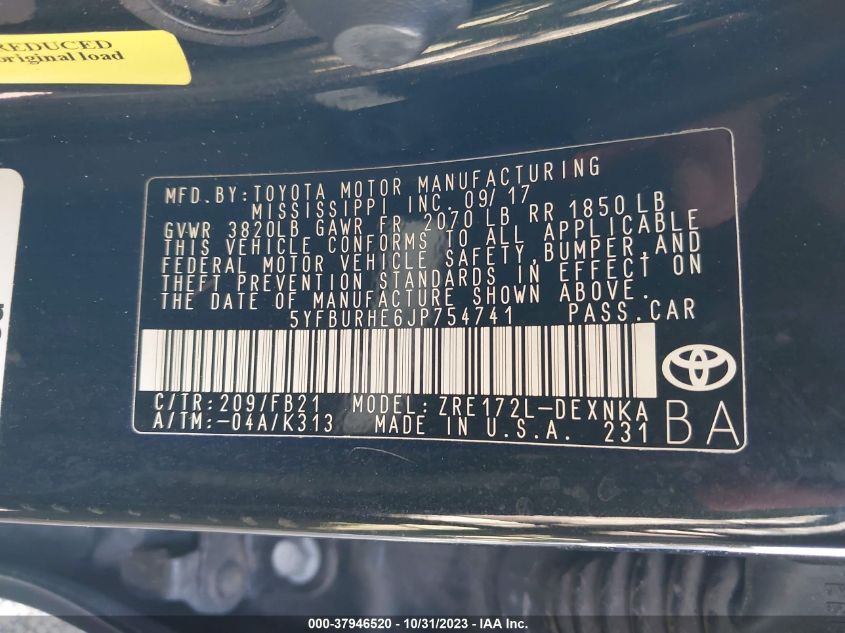 REDUCED
original load
MFD.BY:TOYOTA MOTOR MANUFACTURING
MISSISSIPPI INC. 09/17
GVWR 3820LB GAWR FR 2070 LB RR 1850 LB
THIS VEHICLE CONFORMS TO ALL APPLICABLE
FEDERAL MOTOR VEHICLE SAFETY,BUMPER,AND
THEFT PREVENTION STANDARDS IN EFFECT ON
THE DATE OF MANUFACTURE SHOWN ABOVE.
5YFBURHE6JP754741 PASS.CAR
C/TR:209/FB21 MODEL:ZRE172L-DEXNKA
A/TM:-04A/K313 MADE IN U.S.A. 231 BA
000-37946520 - 10/31/2023 - IAA Inc.